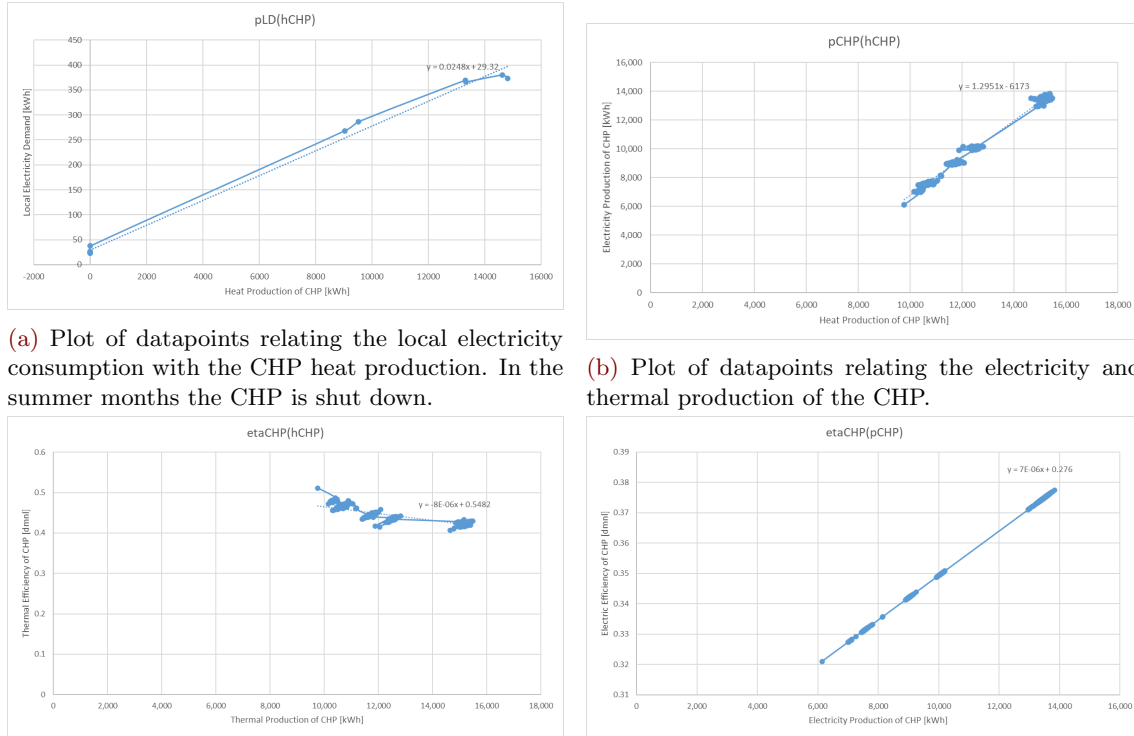 pLD(hCHP)
450
400
350
300
250
200
150
100
50
0
Local Electricity Demand [kWh]
y = 0.0248x + 29.32
-2000 0 2000 4000 6000 8000 10000 12000 14000 16000
Heat Production of CHP [kWh]
(a) Plot of datapoints relating the local electricity
consumption with the CHP heat production. In the
summer months the CHP is shut down.
pCHP(hCHP)
16,000
14,000
12,000
10,000
8,000
6,000
4,000
2,000
0
Electricity Production of CHP [kWh]
y = 1.2951x - 6173
0 2,000 4,000 6,000 8,000 10,000 12,000 14,000 16,000 18,000
Heat Production of CHP [kWh]
(b) Plot of datapoints relating the electricity and
thermal production of the CHP.
etaCHP(hCHP)
0.6
0.5
0.4
0.3
0.2
0.1
0
Thermal Efficiency of CHP [dmnl]
y = -8E-06x + 0.5482
0 2,000 4,000 6,000 8,000 10,000 12,000 14,000 16,000 18,000
Thermal Production of CHP [kWh]
etaCHP(pCHP)
0.39
0.38
0.37
0.36
0.35
0.34
0.33
0.32
0.31
Electric Efficiency of CHP [dmnl]
y = 7E-06x + 0.276
0 2,000 4,000 6,000 8,000 10,000 12,000 14,000 16,000
Electricity Production of CHP [kWh]